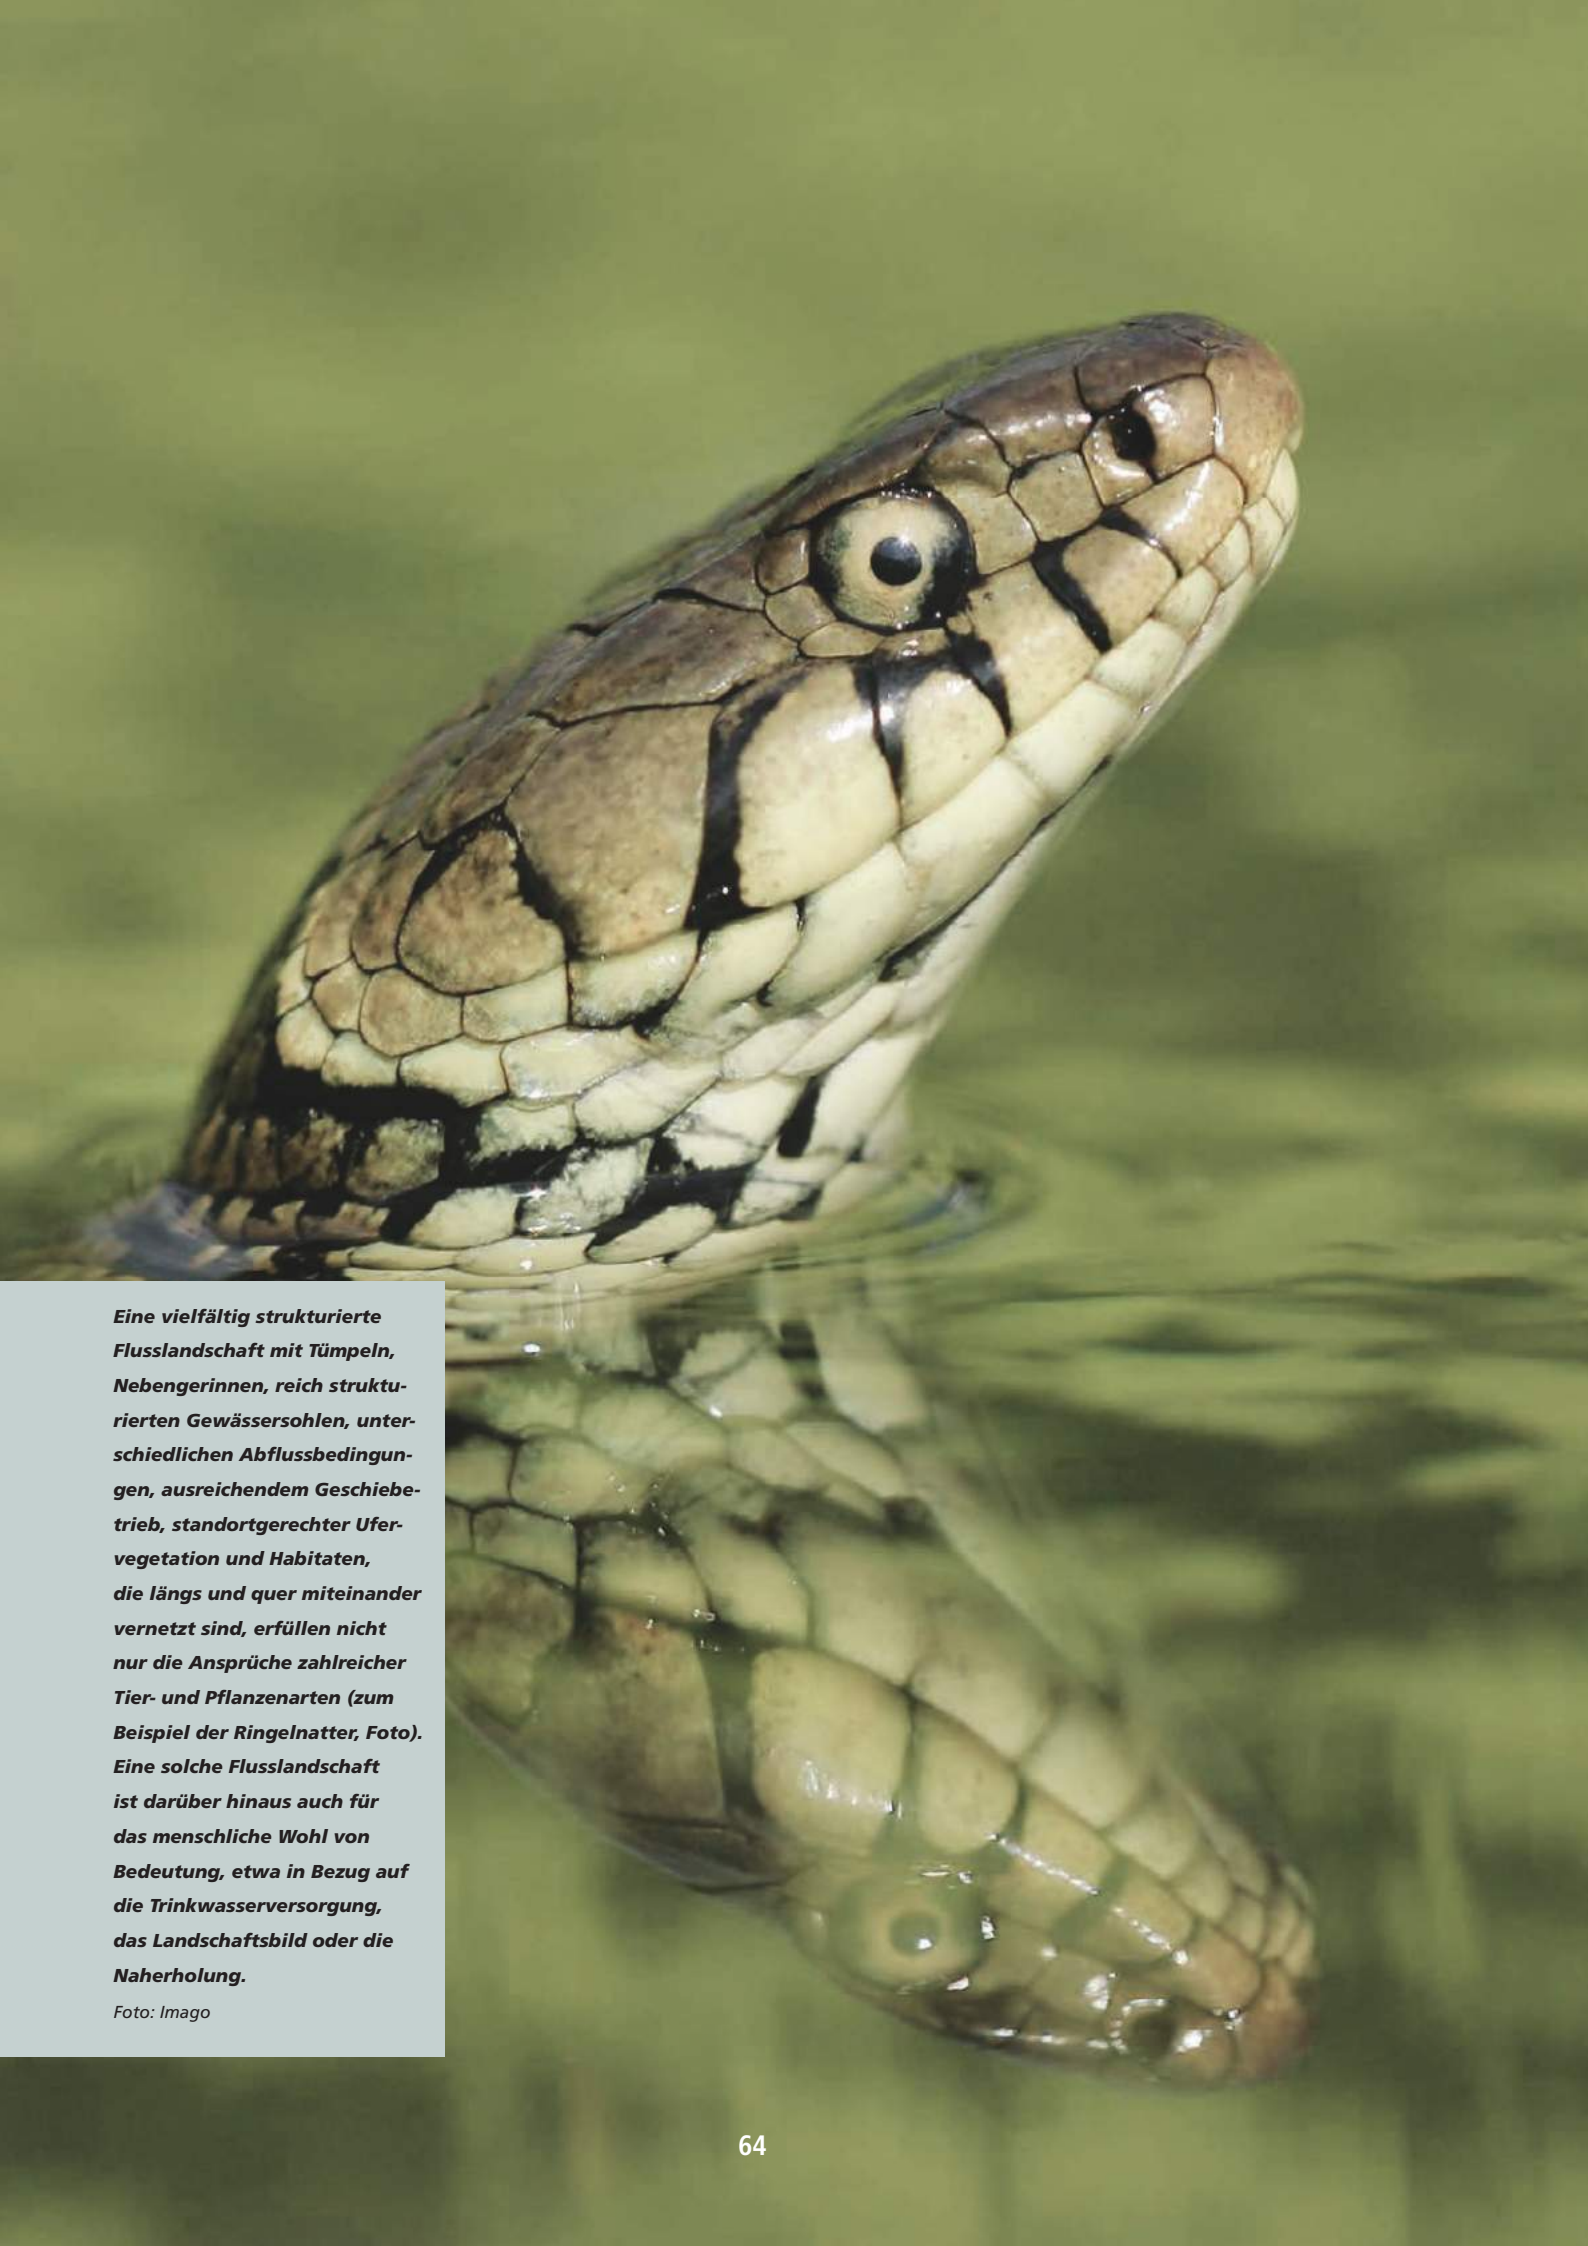 Eine vielfältig strukturierte
Flusslandschaft mit Tümpeln,
Nebengerinnen, reich struktu-
rierten Gewässersohlen, unter-
schiedlichen Abflussbedingun-
gen, ausreichendem Geschiebe-
trieb, standortgerechter Ufer-
vegetation und Habitaten,
die längs und quer miteinander
vernetzt sind, erfüllen nicht
nur die Ansprüche zahlreicher
Tier- und Pflanzenarten (zum
Beispiel der Ringelnatter, Foto).
Eine solche Flusslandschaft
ist darüber hinaus auch für
das menschliche Wohl von
Bedeutung, etwa in Bezug auf
die Trinkwasserversorgung,
das Landschaftsbild oder die
Naherholung.
Foto: Imago
64